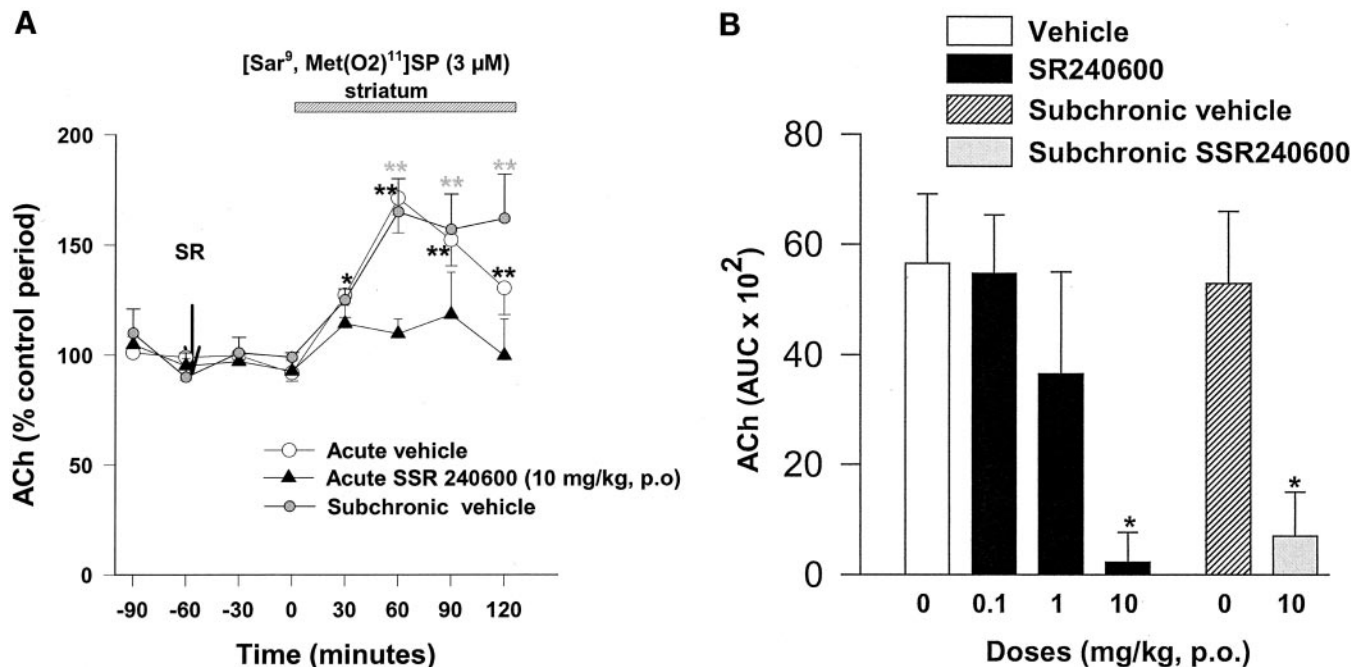 A
[Sar⁹, Met(O2)¹¹]SP (3 µM)
striatum
200
150
100
50
0
ACh (% control period)
SR
**
**
**
**
*
**
**
Acute vehicle
Acute SSR 240600 (10 mg/kg, p.o)
Subchronic vehicle
-90 -60 -30 0 30 60 90 120
Time (minutes)
B
Vehicle
SR240600
Subchronic vehicle
Subchronic SSR240600
80
60
40
20
0
ACh (AUC x 10²)
*
*
0 0.1 1 10 0 10
Doses (mg/kg, p.o.)